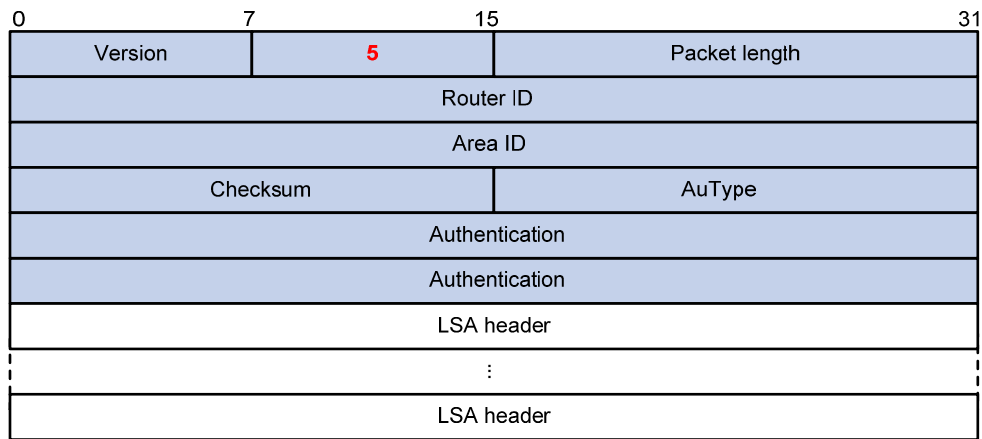 0 7 15 31
Version 5 Packet length
Router ID
Area ID
Checksum AuType
Authentication
Authentication
LSA header
...
LSA header